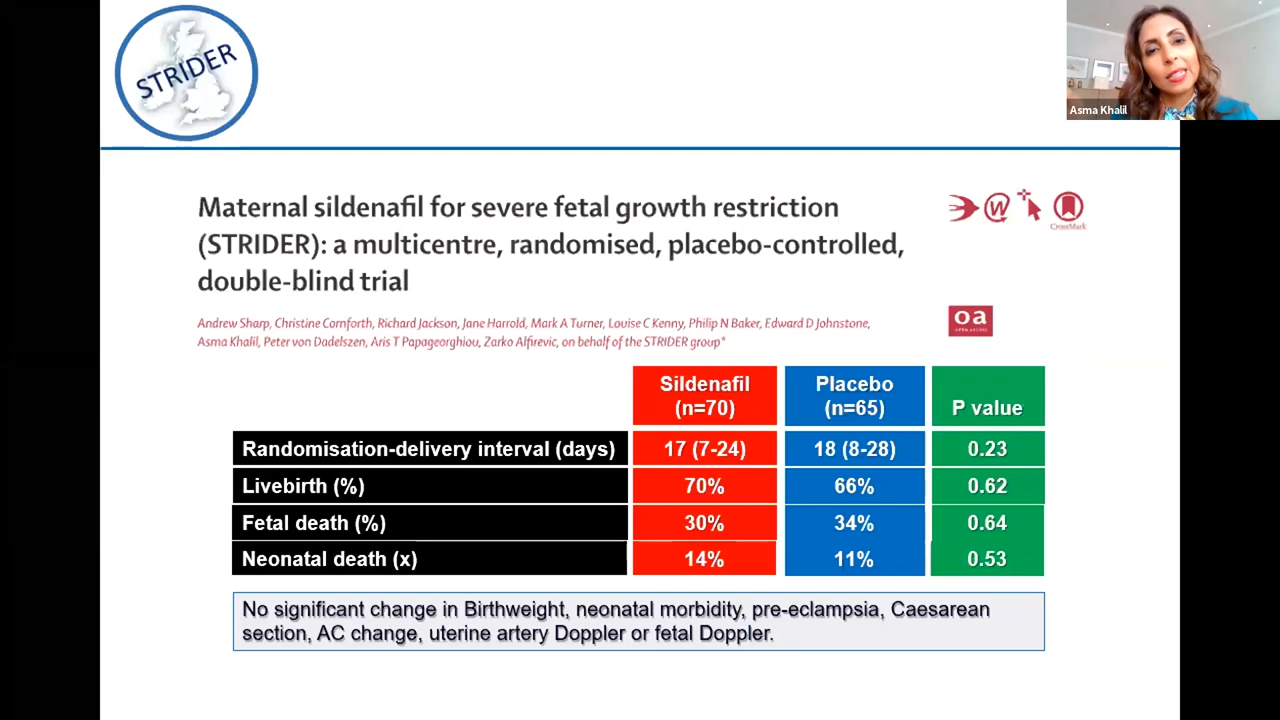 STRIDER
Asma Khalil
Maternal sildenafil for severe fetal growth restriction
(STRIDER): a multicentre, randomised, placebo-controlled,
double-blind trial
W
CrossMark
Andrew Sharp, Christine Cornforth, Richard Jackson, Jane Harrold, Mark A Turner, Louise C Kenny, Philip N Baker, Edward D Johnstone,
Asma Khalil, Peter von Dadelszen, Aris T Papageorghiou, Zarko Alfirevic, on behalf of the STRIDER group*
oa
OPEN ACCESS
Sildenafil Placebo
(n=70) (n=65) P value
Randomisation-delivery interval (days) 17 (7-24) 18 (8-28) 0.23
Livebirth (%) 70% 66% 0.62
Fetal death (%) 30% 34% 0.64
Neonatal death (x) 14% 11% 0.53
No significant change in Birthweight, neonatal morbidity, pre-eclampsia, Caesarean
section, AC change, uterine artery Doppler or fetal Doppler.